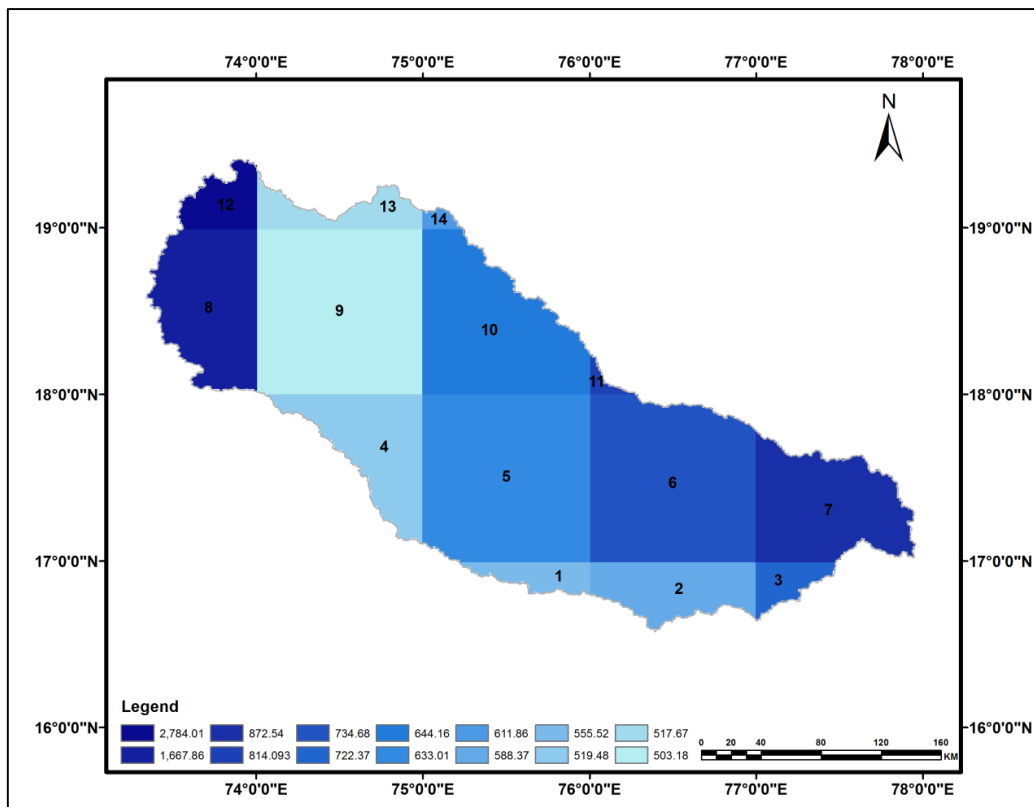 74°0'0"E 75°0'0"E 76°0'0"E 77°0'0"E 78°0'0"E
N
12
13
14
19°0'0"N 19°0'0"N
8
9
10
11
18°0'0"N 18°0'0"N
4
5
6
7
17°0'0"N 17°0'0"N
1
2
3
Legend
16°0'0"N 16°0'0"N
2,784.01 872.54 734.68 644.16 611.86 555.52 517.67
1,667.86 814.093 722.37 633.01 588.37 519.48 503.18
0 20 40 80 120 160
KM
74°0'0"E 75°0'0"E 76°0'0"E 77°0'0"E 78°0'0"E